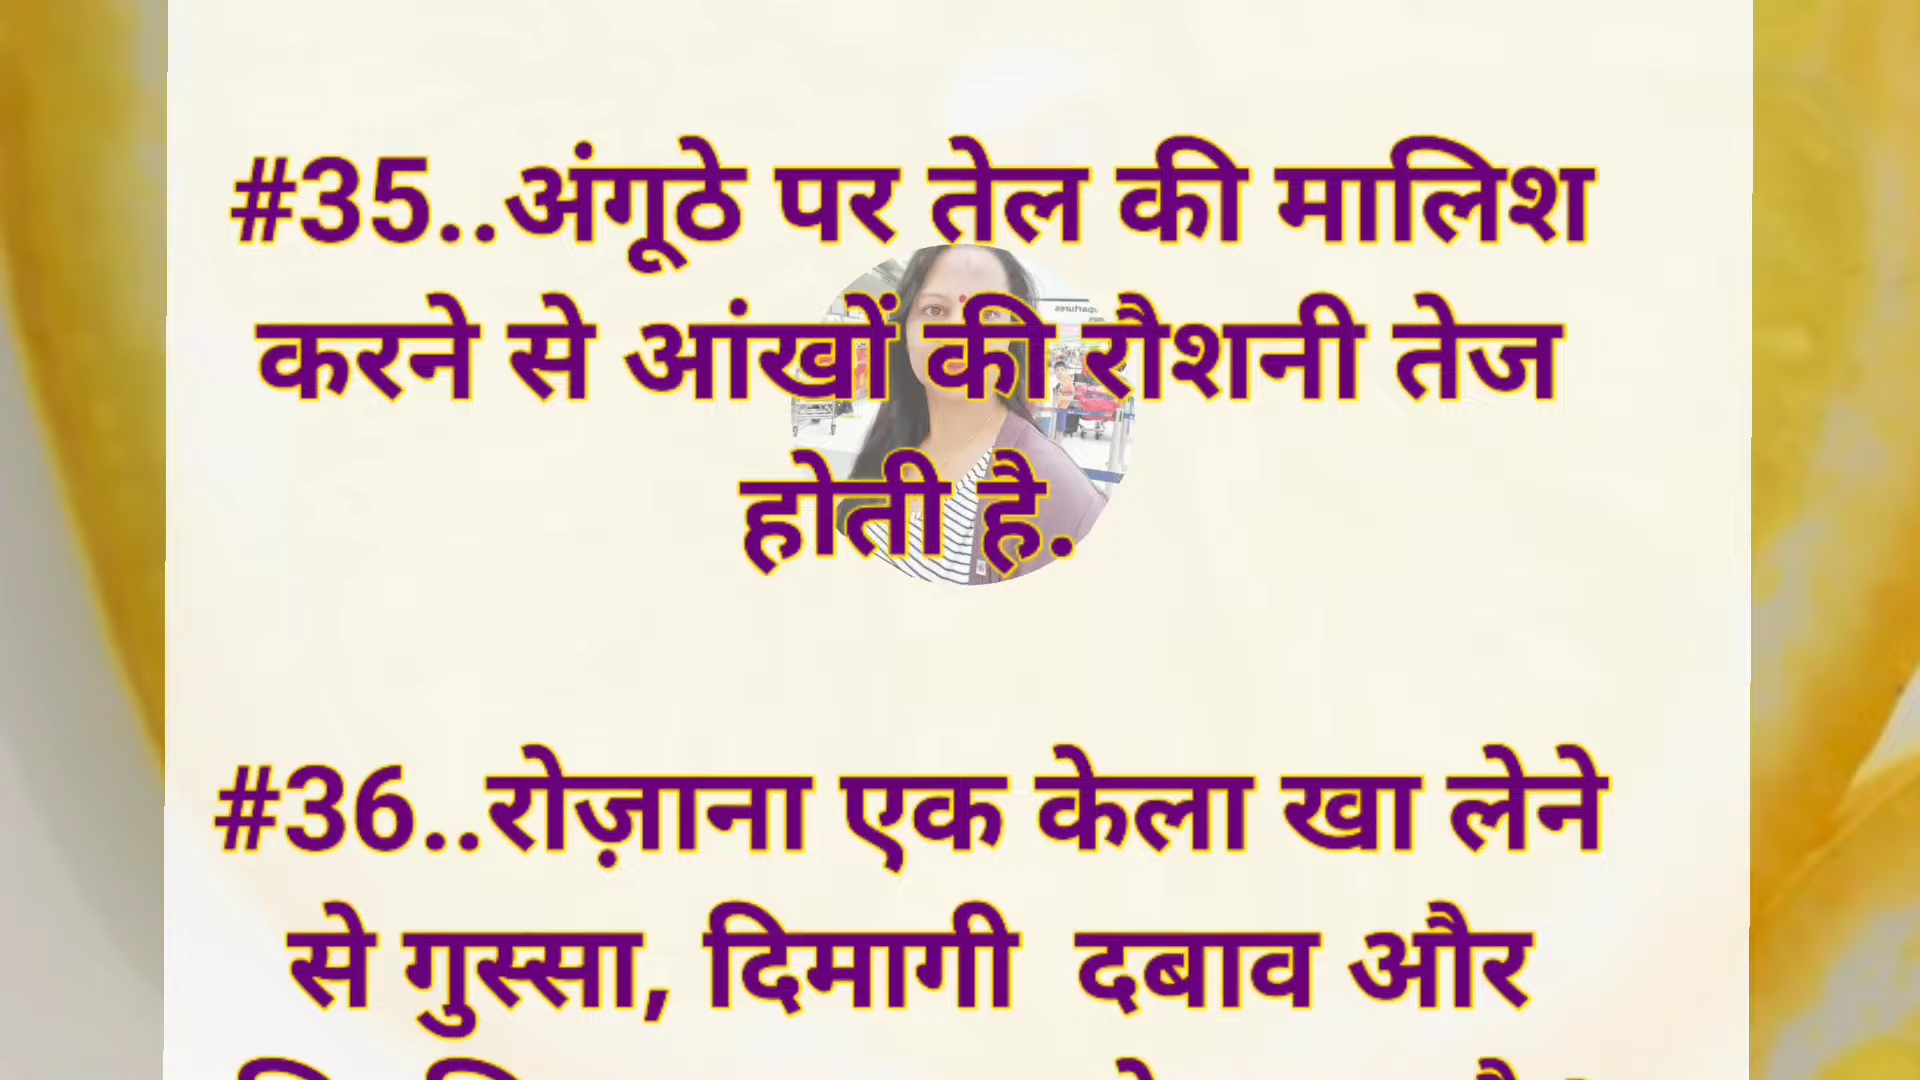 #35..अंगूठे पर तेल की मालिश
करने से आंखों की रौशनी तेज
होती है.
#36..रोज़ाना एक केला खा लेने
से गुस्सा, दिमागी  दबाव और